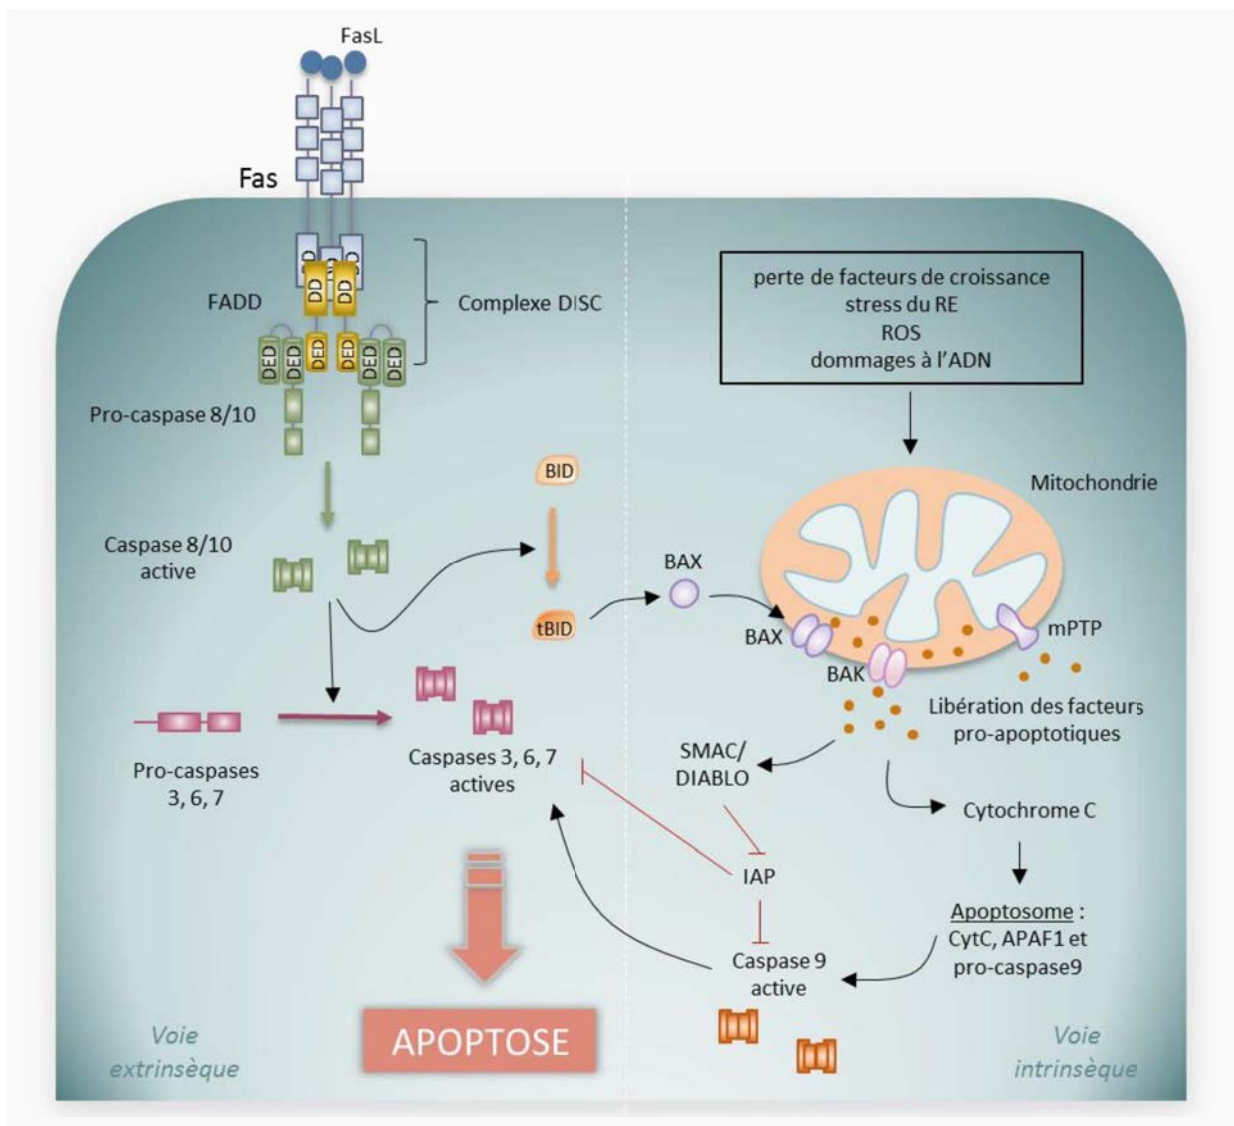 FasL
Fas
DD
DD
DD
DD
FADD
Complexe DISC
DED
DED
DED
DED
DED
DED
Pro-caspase 8/10
Caspase 8/10
active
BID
tBID
Pro-caspases
3, 6, 7
Caspases 3, 6, 7
actives
APOPTOSE
Voie
extrinsèque
perte de facteurs de croissance
stress du RE
ROS
dommages à l'ADN
Mitochondrie
BAX
BAX
BAK
mPTP
Libération des facteurs
pro-apoptotiques
SMAC/
DIABLO
Cytochrome C
IAP
Apoptosome :
CytC, APAF1 et
pro-caspase9
Caspase 9
active
Voie
intrinsèque